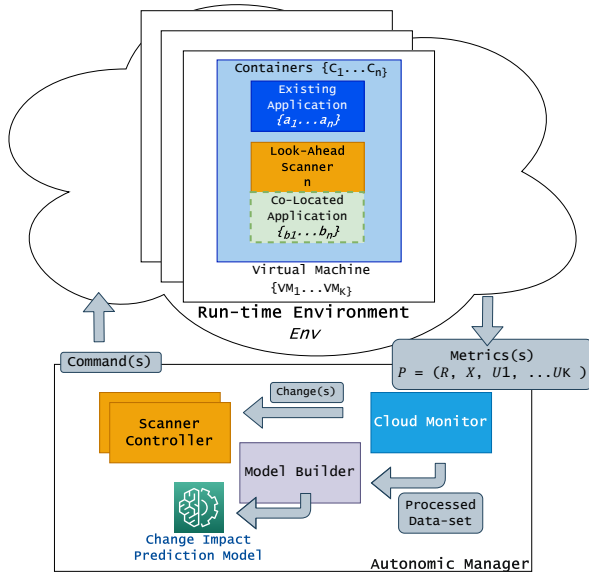 Containers {C1...Cn}
Existing
Application
{a1...an}
Look-Ahead
Scanner
n
Co-Located
Application
{b1...bn}
Virtual Machine
{VM1...VMK}
Run-time Environment
Env
Command(s)
Metrics(s)
P = (R, X, U1, ...UK )
Change(s)
Scanner
Controller
Cloud Monitor
Model Builder
Processed
Data-set
Change Impact
Prediction Model
Autonomic Manager